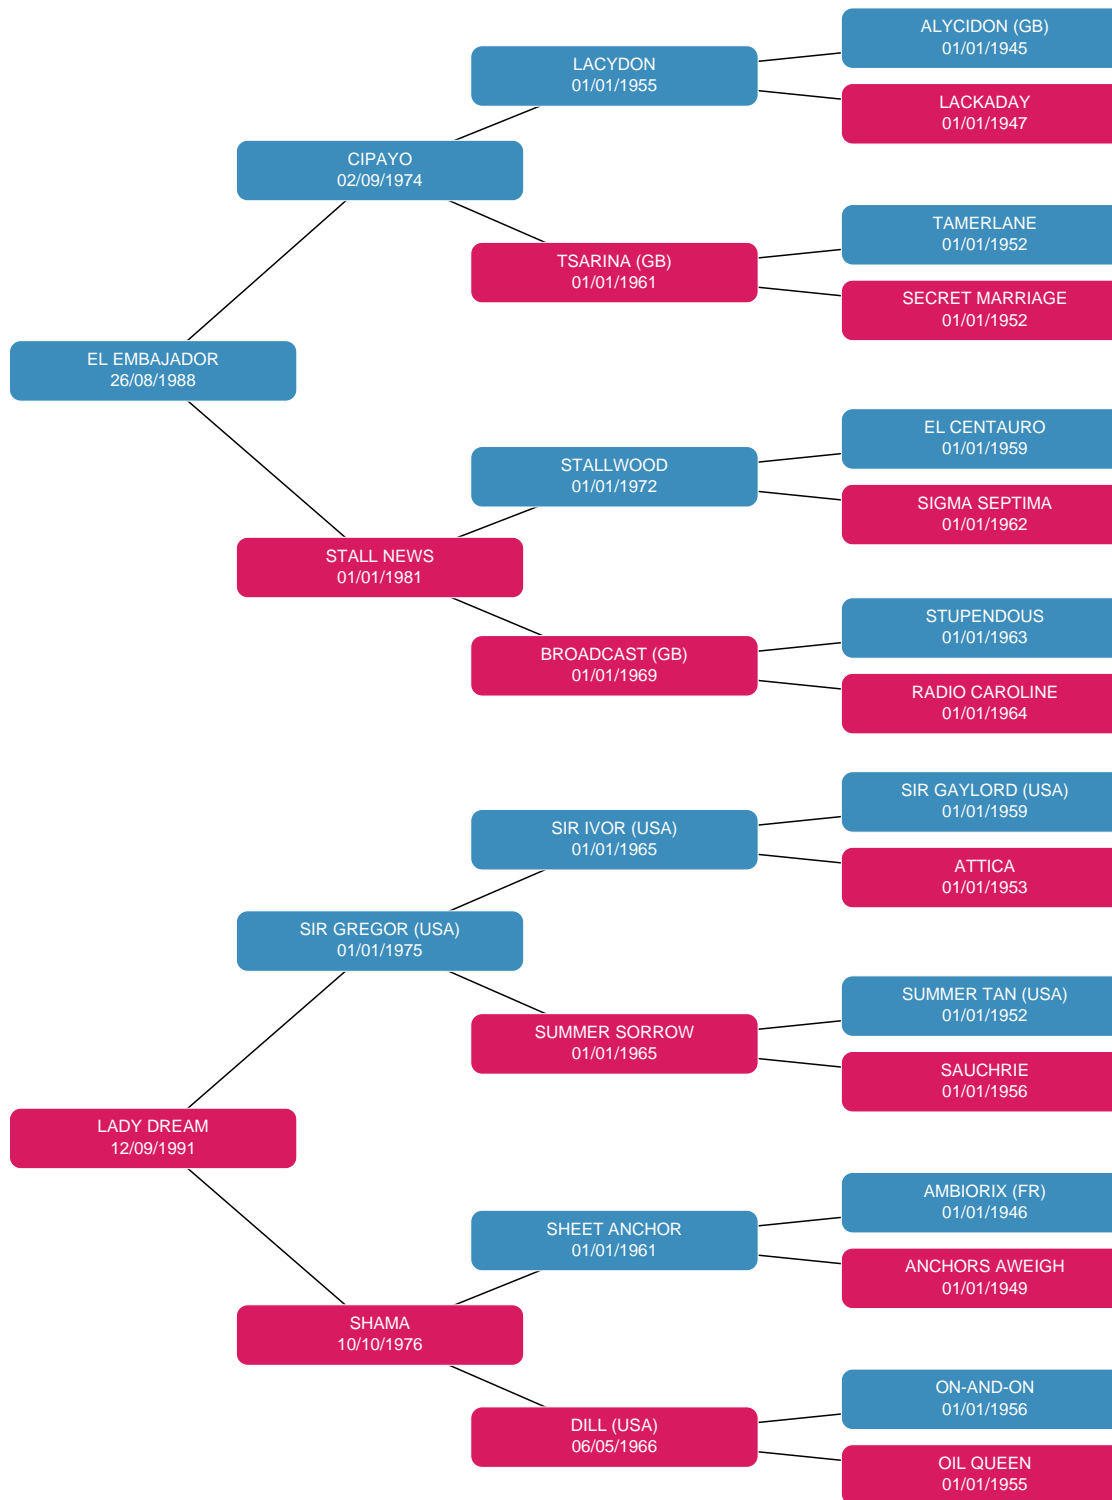 ALYCIDON (GB)
01/01/1945
LACYDON
01/01/1955
LACKADAY
01/01/1947
CIPAYO
02/09/1974
TAMERLANE
01/01/1952
TSARINA (GB)
01/01/1961
SECRET MARRIAGE
01/01/1952
EL EMBAJADOR
26/08/1988
EL CENTAURO
01/01/1959
STALLWOOD
01/01/1972
SIGMA SEPTIMA
01/01/1962
STALL NEWS
01/01/1981
STUPENDOUS
01/01/1963
BROADCAST (GB)
01/01/1969
RADIO CAROLINE
01/01/1964
SIR GAYLORD (USA)
01/01/1959
SIR IVOR (USA)
01/01/1965
ATTICA
01/01/1953
SIR GREGOR (USA)
01/01/1975
SUMMER TAN (USA)
01/01/1952
SUMMER SORROW
01/01/1965
SAUCHRIE
01/01/1956
LADY DREAM
12/09/1991
AMBIORIX (FR)
01/01/1946
SHEET ANCHOR
01/01/1961
ANCHORS AWEIGH
01/01/1949
SHAMA
10/10/1976
ON-AND-ON
01/01/1956
DILL (USA)
06/05/1966
OIL QUEEN
01/01/1955